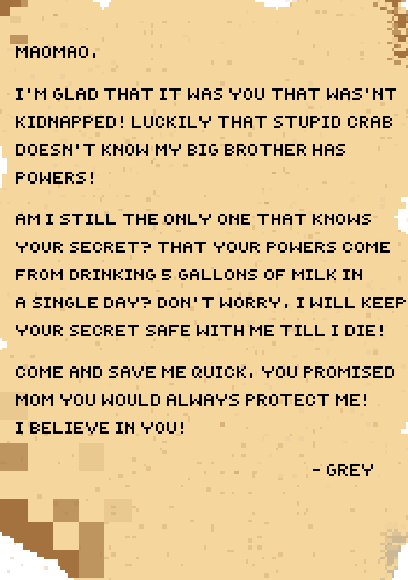 MAOMAO,
I'M GLAD THAT IT WAS YOU THAT WAS'NT
KIDNAPPED! LUCKILY THAT STUPID CRAB
DOESN'T KNOW MY BIG BROTHER HAS
POWERS!
AM I STILL THE ONLY ONE THAT KNOWS
YOUR SECRET? THAT YOUR POWERS COME
FROM DRINKING 5 GALLONS OF MILK IN
A SINGLE DAY? DON'T WORRY, I WILL KEEP
YOUR SECRET SAFE WITH ME TILL I DIE!
COME AND SAVE ME QUICK, YOU PROMISED
MOM YOU WOULD ALWAYS PROTECT ME!
I BELIEVE IN YOU!
- GREY